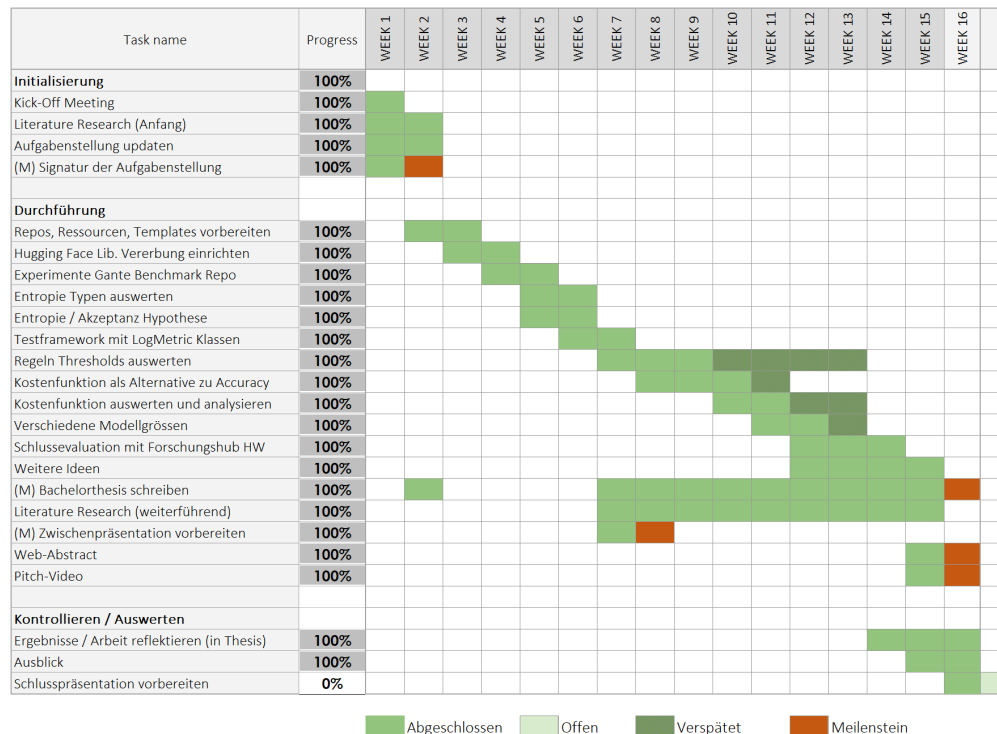 Task name Progress WEEK 1 WEEK 2 WEEK 3 WEEK 4 WEEK 5 WEEK 6 WEEK 7 WEEK 8 WEEK 9 WEEK 10 WEEK 11 WEEK 12 WEEK 13 WEEK 14 WEEK 15 WEEK 16
Initialisierung 100%
Kick-Off Meeting 100%
Literature Research (Anfang) 100%
Aufgabenstellung updaten 100%
(M) Signatur der Aufgabenstellung 100%
Durchführung
Repos, Ressourcen, Templates vorbereiten 100%
Hugging Face Lib. Vererbung einrichten 100%
Experimente Gante Benchmark Repo 100%
Entropie Typen auswerten 100%
Entropie / Akzeptanz Hypothese 100%
Testframework mit LogMetric Klassen 100%
Regeln Thresholds auswerten 100%
Kostenfunktion als Alternative zu Accuracy 100%
Kostenfunktion auswerten und analysieren 100%
Verschiedene Modellgrössen 100%
Schlussevaluation mit Forschungshub HW 100%
Weitere Ideen 100%
(M) Bachelorthesis schreiben 100%
Literature Research (weiterführend) 100%
(M) Zwischenpräsentation vorbereiten 100%
Web-Abstract 100%
Pitch-Video 100%
Kontrollieren / Auswerten
Ergebnisse / Arbeit reflektieren (in Thesis) 100%
Ausblick 100%
Schlusspräsentation vorbereiten 0%
Abgeschlossen Offen Verspätet Meilenstein